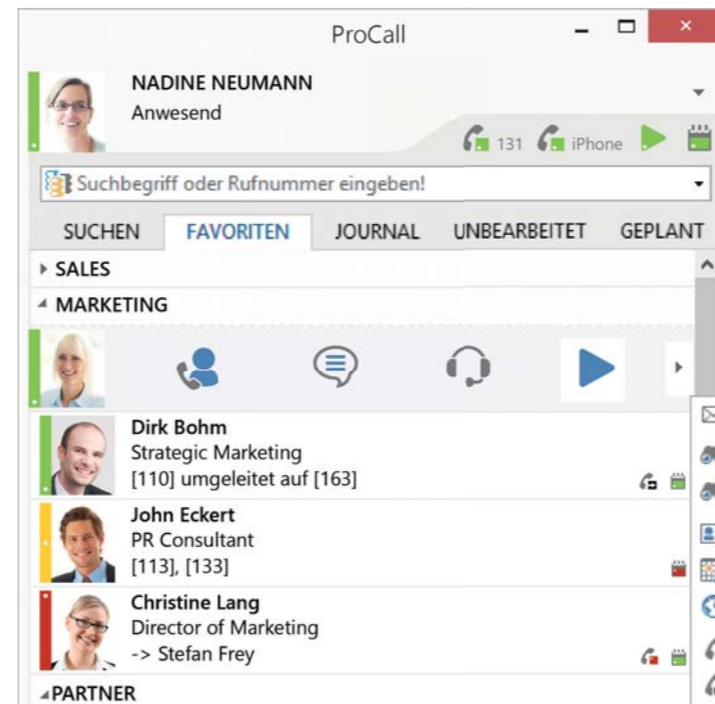 ProCall
NADINE NEUMANN
Anwesend
131 iPhone
Suchbegriff oder Rufnummer eingeben!
SUCHEN FAVORITEN JOURNAL UNBEARBEITET GEPLANT
SALES
MARKETING
Dirk Bohm
Strategic Marketing
[110] umgeleitet auf [163]
John Eckert
PR Consultant
[113], [133]
Christine Lang
Director of Marketing
-> Stefan Frey
PARTNER